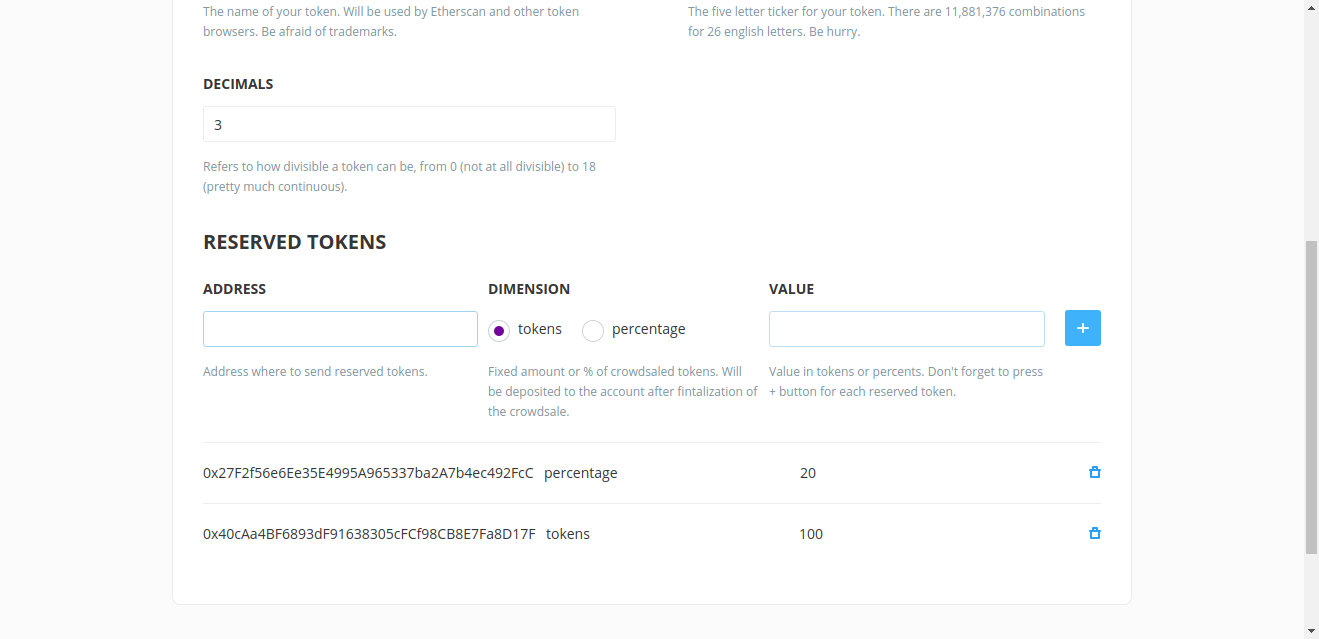 The name of your token. Will be used by Etherscan and other token
browsers. Be afraid of trademarks.
The five letter ticker for your token. There are 11,881,376 combinations
for 26 english letters. Be hurry.
DECIMALS
3
Refers to how divisible a token can be, from 0 (not at all divisible) to 18
(pretty much continuous).
RESERVED TOKENS
ADDRESS
DIMENSION
VALUE
tokens
percentage
+
Address where to send reserved tokens.
Fixed amount or % of crowdsaled tokens. Will
be deposited to the account after fintalization of
the crowdsale.
Value in tokens or percents. Don't forget to press
+ button for each reserved token.
0x27F2f56e6Ee35E4995A965337ba2A7b4ec492FcC percentage 20
0x40cAa4BF6893dF91638305cFCf98CB8E7Fa8D17F tokens 100